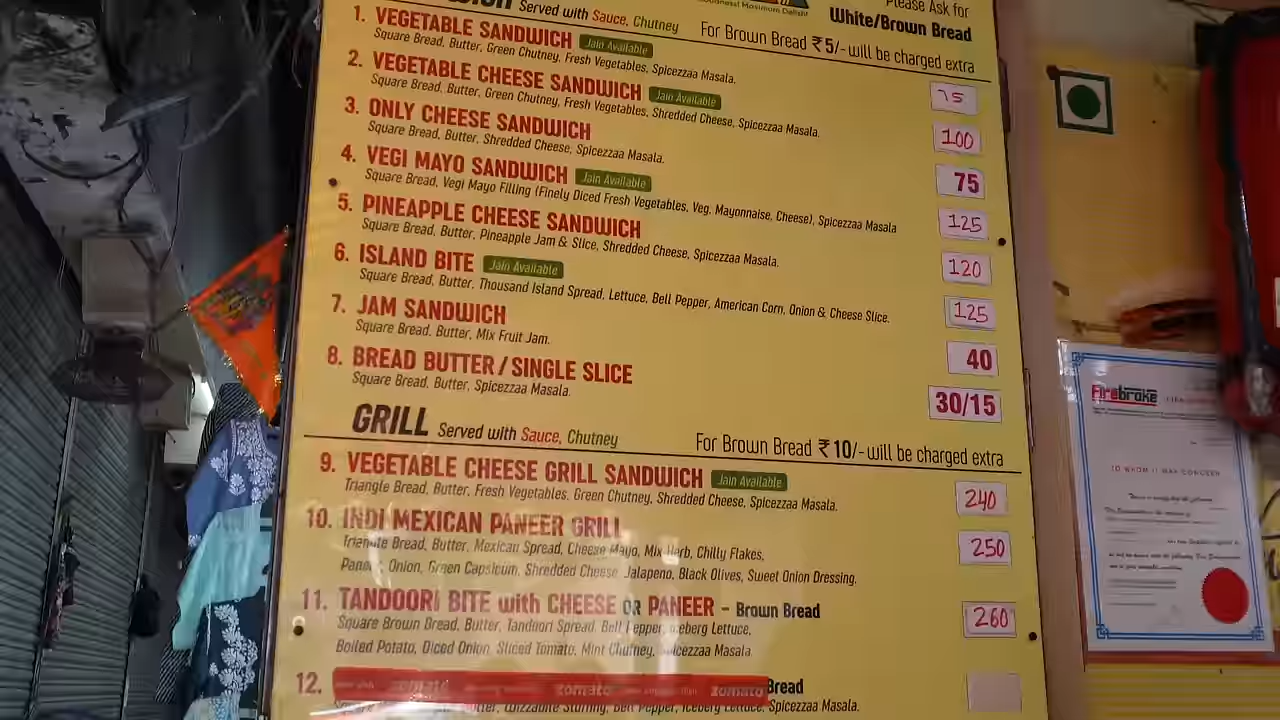 Served with Sauce, Chutney
Please Ask for
White/Brown Bread
For Brown Bread ₹5/- will be charged extra
1. VEGETABLE SANDWICH Jain Available
Square Bread, Butter, Green Chutney, Fresh Vegetables, Spicezzaa Masala.
75
2. VEGETABLE CHEESE SANDWICH Jain Available
Square Bread, Butter, Green Chutney, Fresh Vegetables, Shredded Cheese, Spicezzaa Masala.
100
3. ONLY CHEESE SANDWICH
Square Bread, Butter, Shredded Cheese, Spicezzaa Masala.
75
4. VEGI MAYO SANDWICH Jain Available
Square Bread, Vegi Mayo Filling (Finely Diced Fresh Vegetables, Veg. Mayonnaise, Cheese), Spicezzaa Masala
125
5. PINEAPPLE CHEESE SANDWICH
Square Bread, Butter, Pineapple Jam & Slice, Shredded Cheese, Spicezzaa Masala.
120
6. ISLAND BITE Jain Available
Square Bread, Butter, Thousand Island Spread, Lettuce, Bell Pepper, American Corn, Onion & Cheese Slice.
125
7. JAM SANDWICH
Square Bread, Butter, Mix Fruit Jam.
40
8. BREAD BUTTER / SINGLE SLICE
Square Bread, Butter, Spicezzaa Masala.
30/15
GRILL Served with Sauce, Chutney
For Brown Bread ₹10/- will be charged extra
9. VEGETABLE CHEESE GRILL SANDWICH Jain Available
Triangle Bread, Butter, Fresh Vegetables, Green Chutney, Shredded Cheese, Spicezzaa Masala.
240
10. INDI MEXICAN PANEER GRILL
Triangle Bread, Butter, Mexican Spread, Cheese Mayo, Mix Herb, Chilly Flakes,
Paneer, Onion, Green Capsicum, Shredded Cheese, Jalapeno, Black Olives, Sweet Onion Dressing.
250
11. TANDOORI BITE with CHEESE OR PANEER - Brown Bread
Square Brown Bread, Butter, Tandoori Spread, Bell Pepper, Iceberg Lettuce,
Boiled Potato, Diced Onion, Sliced Tomato, Mint Chutney, Spicezzaa Masala.
260
12. zomato zomato zomato Bread
Stuffing, Bell Pepper, Iceberg Lettuce, Spicezzaa Masala.
Firebrake
TO WHOM IT MAY CONCERN